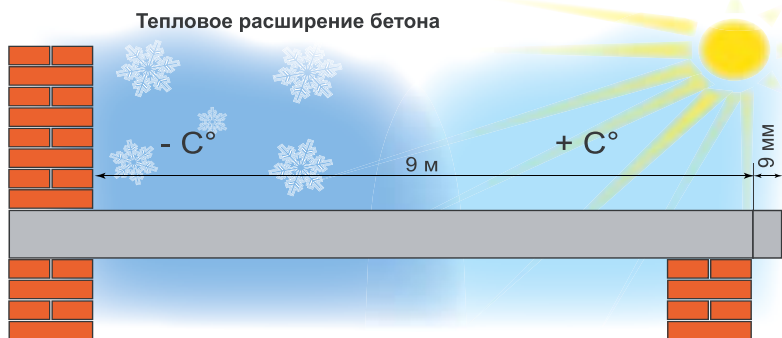 Тепловое расширение бетона
- С°
+ С°
9 м
9 мм